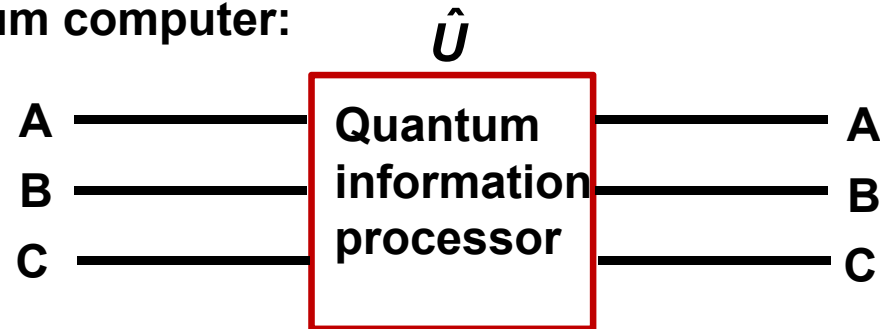 um computer:
Û
A
Quantum
A
B
information
B
C
processor
C